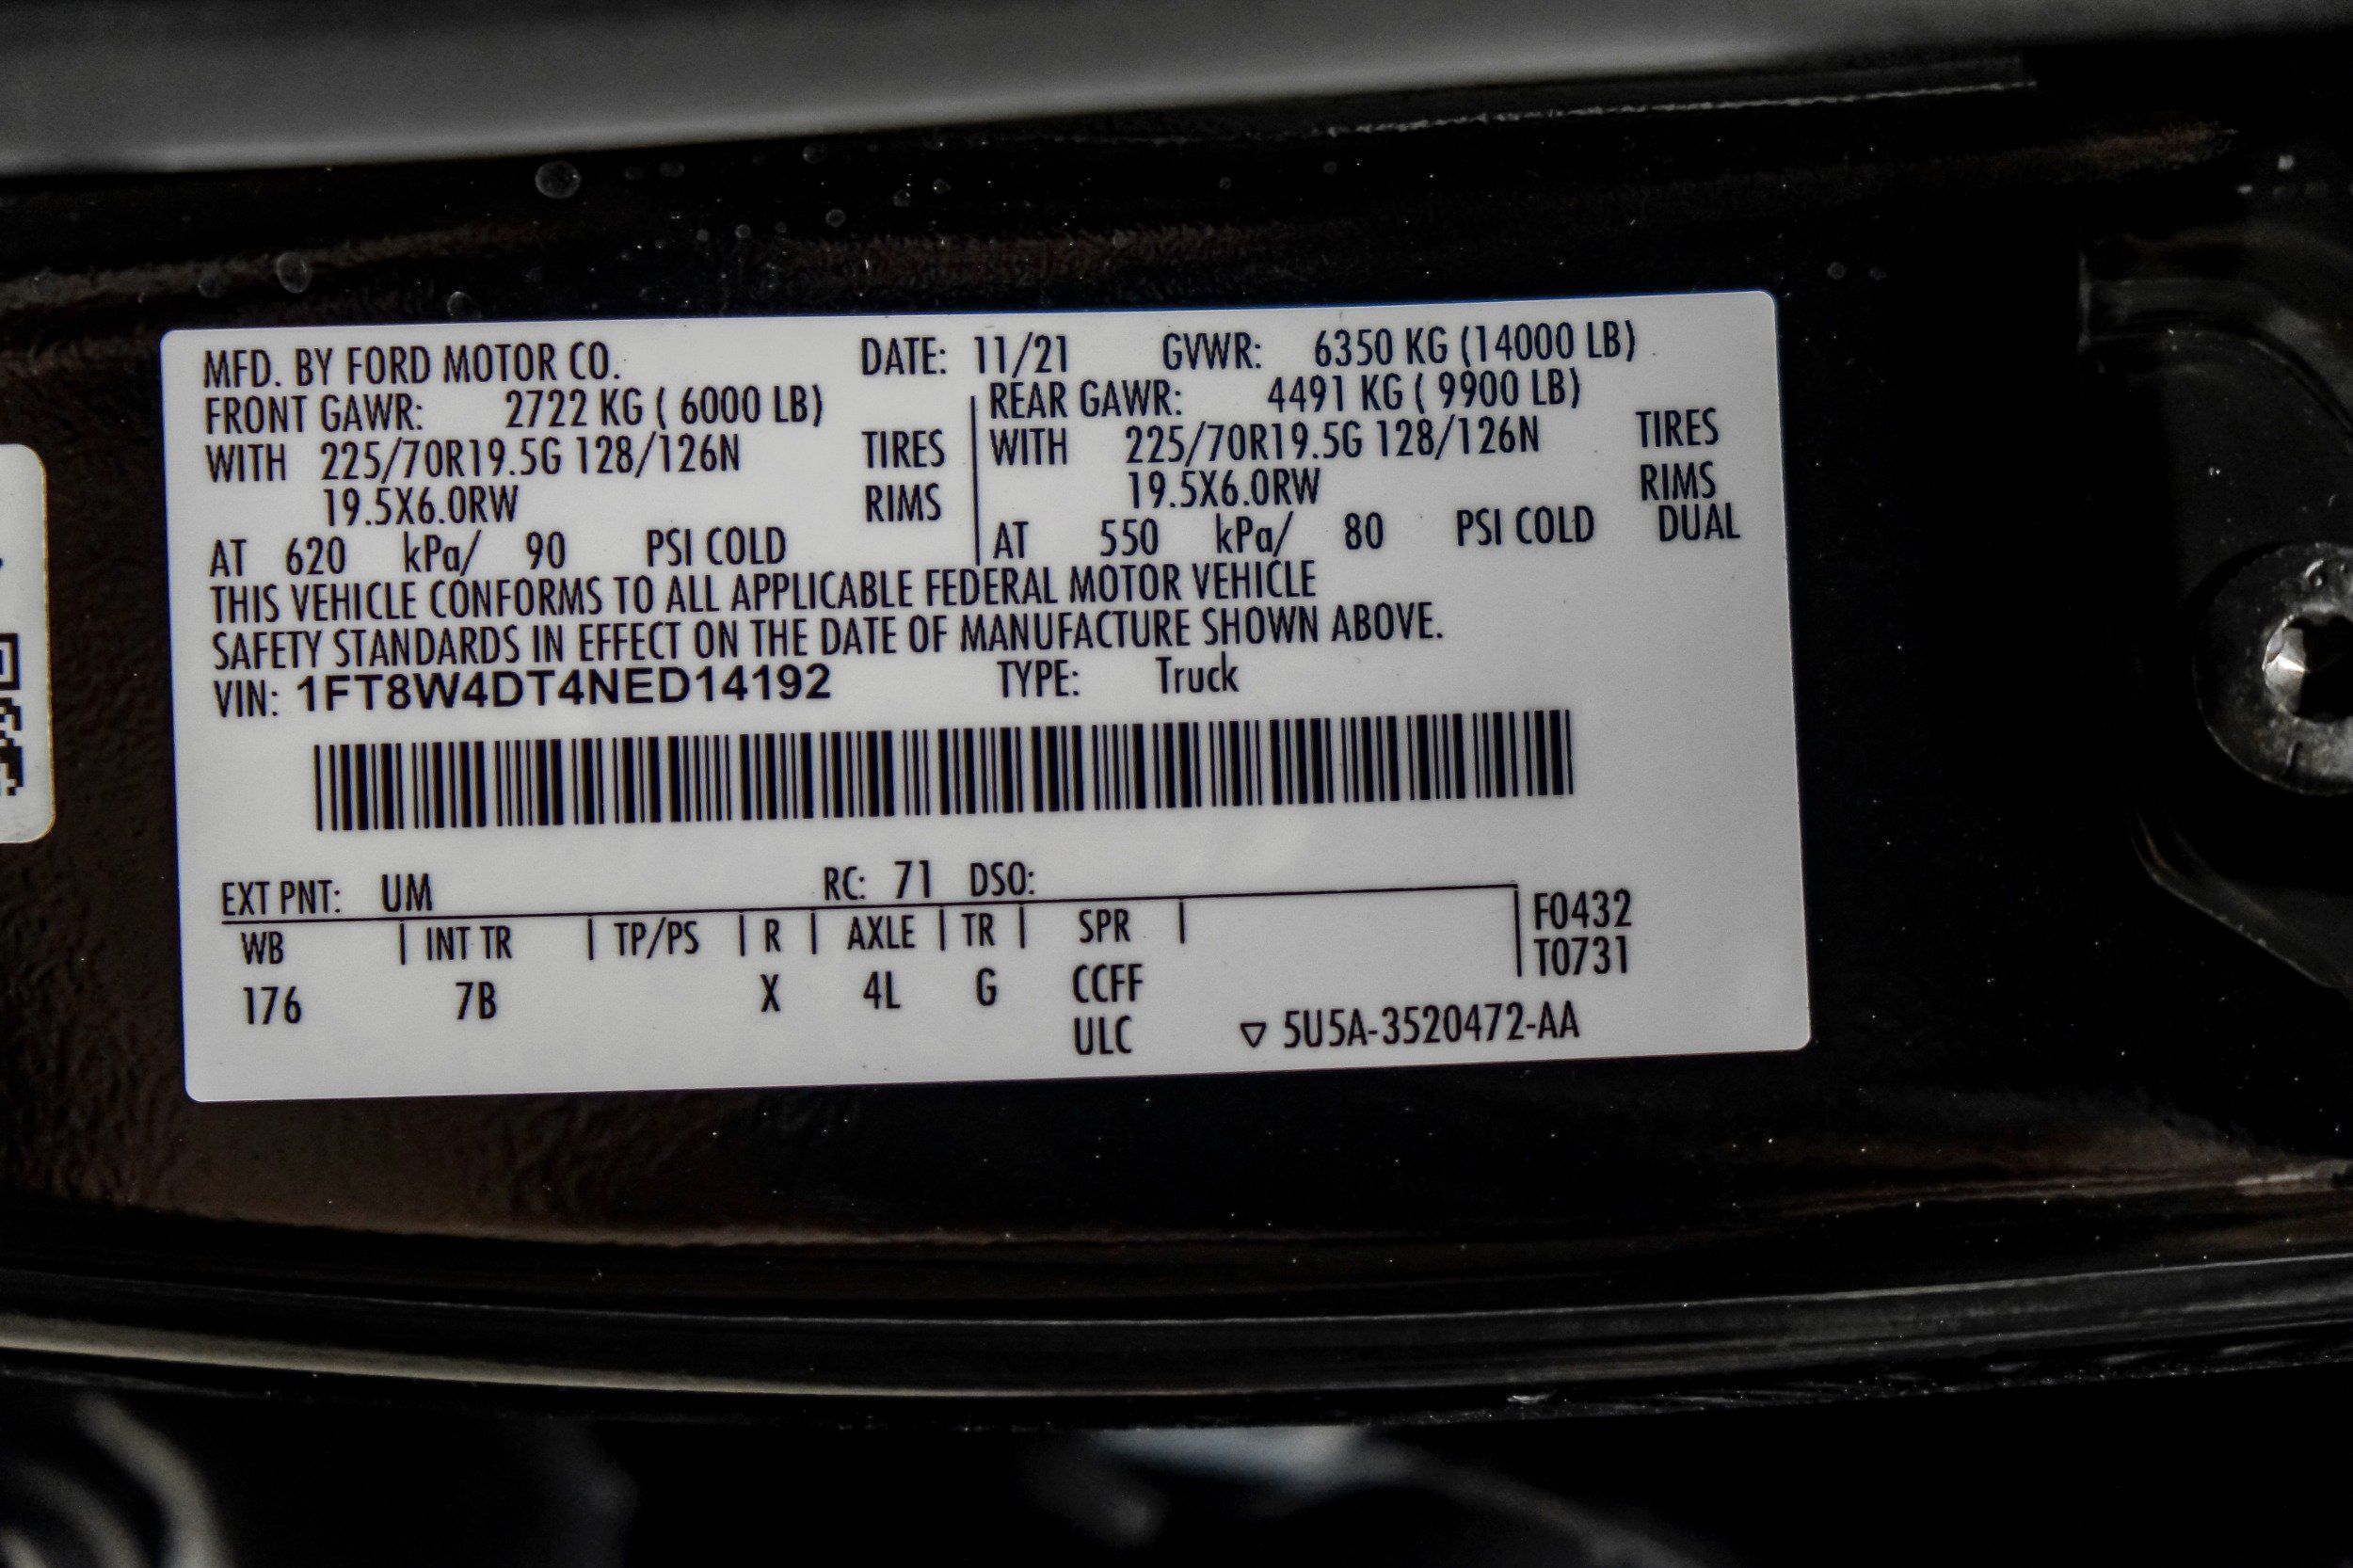 MFD. BY FORD MOTOR CO. DATE: 11/21 GVWR: 6350 KG (14000 LB)
FRONT GAWR: 2722 KG ( 6000 LB) REAR GAWR: 4491 KG ( 9900 LB)
WITH 225/70R19.5G 128/126N TIRES WITH 225/70R19.5G 128/126N TIRES
19.5X6.0RW RIMS 19.5X6.0RW RIMS
AT 620 kPa/ 90 PSI COLD AT 550 kPa/ 80 PSI COLD DUAL
THIS VEHICLE CONFORMS TO ALL APPLICABLE FEDERAL MOTOR VEHICLE
SAFETY STANDARDS IN EFFECT ON THE DATE OF MANUFACTURE SHOWN ABOVE.
VIN: 1FT8W4DT4NED14192 TYPE: Truck
EXT PNT: UM RC: 71 DSO:
WB | INT TR | TP/PS | R | AXLE | TR | SPR | F0432
T0731
176 7B X 4L G CCFF
ULC ▽ 5U5A-3520472-AA